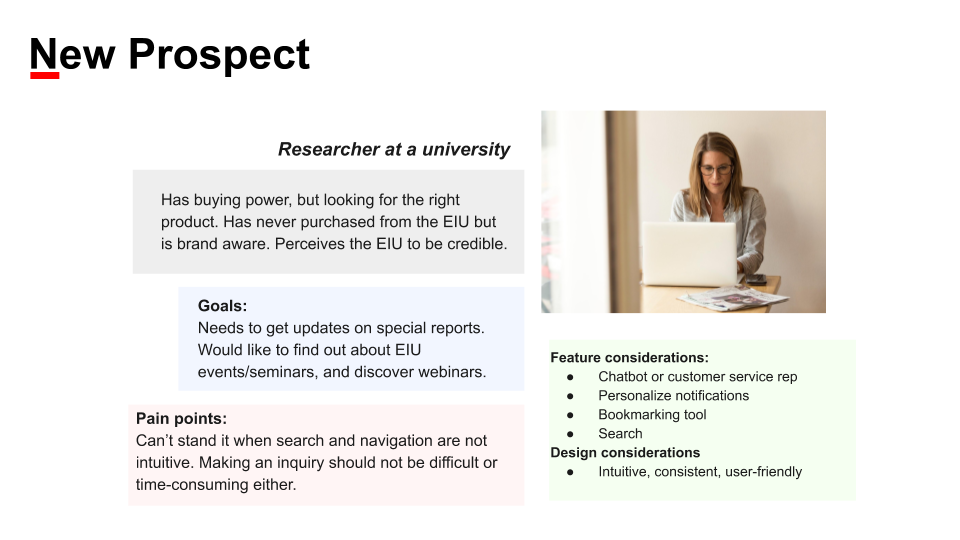 New Prospect
Researcher at a university
Has buying power, but looking for the right
product. Has never purchased from the EIU but
is brand aware. Perceives the EIU to be credible.
Goals:
Needs to get updates on special reports.
Would like to find out about EIU
events/seminars, and discover webinars.
Pain points:
Can’t stand it when search and navigation are not
intuitive. Making an inquiry should not be difficult or
time-consuming either.
Feature considerations:
● Chatbot or customer service rep
● Personalize notifications
● Bookmarking tool
● Search
Design considerations
● Intuitive, consistent, user-friendly